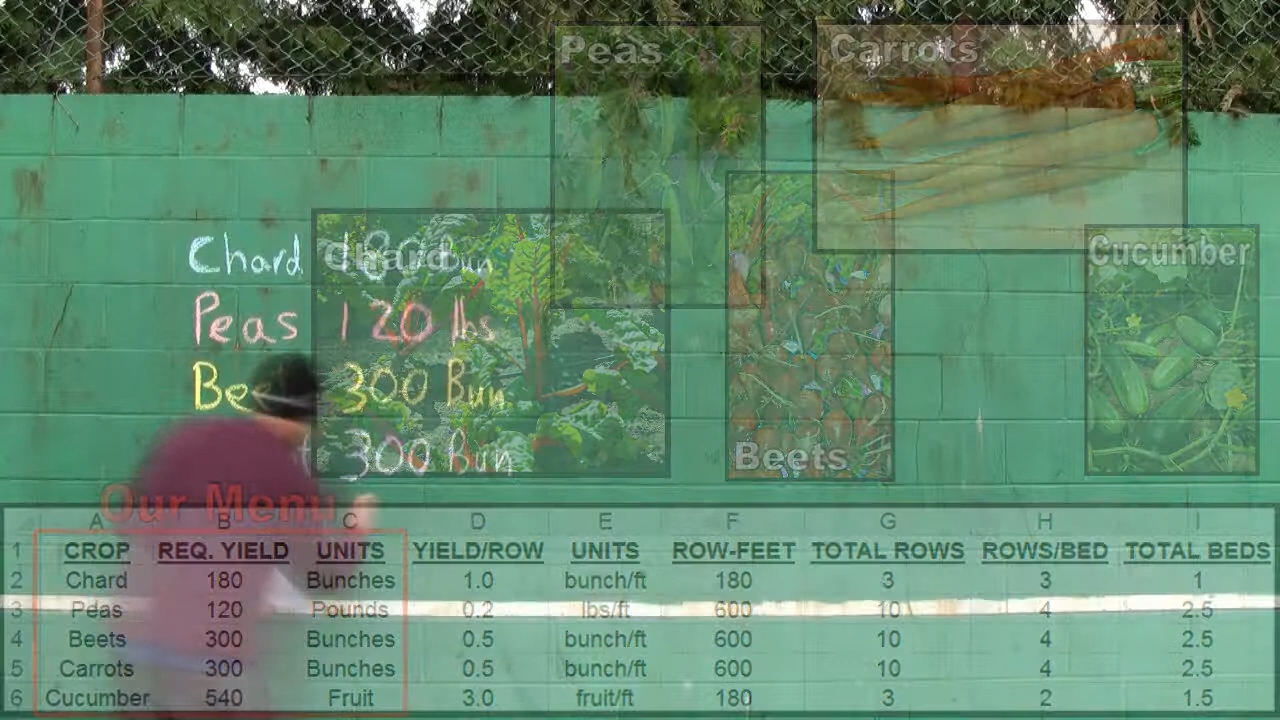 Peas
Carrots
Chard
Cucumber
Beets
Chard 180 Bun
Peas 120 lbs
Bee 300 Bun
300 Bun
Our Menu
A B C D E F G H I
1 CROP REQ. YIELD UNITS YIELD/ROW UNITS ROW-FEET TOTAL ROWS ROWS/BED TOTAL BEDS
2 Chard 180 Bunches 1.0 bunch/ft 180 3 3 1
3 Peas 120 Pounds 0.2 lbs/ft 600 10 4 2.5
4 Beets 300 Bunches 0.5 bunch/ft 600 10 4 2.5
5 Carrots 300 Bunches 0.5 bunch/ft 600 10 4 2.5
6 Cucumber 540 Fruit 3.0 fruit/ft 180 3 2 1.5